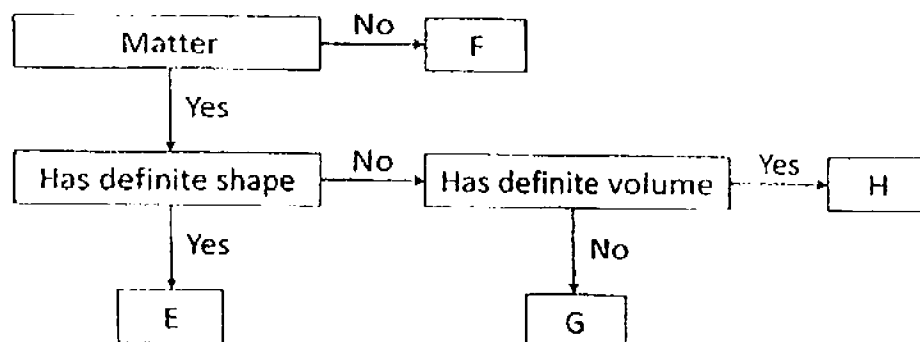 Matter
No
F
Yes
Has definite shape
No
Has definite volume
Yes
H
Yes
No
E
G